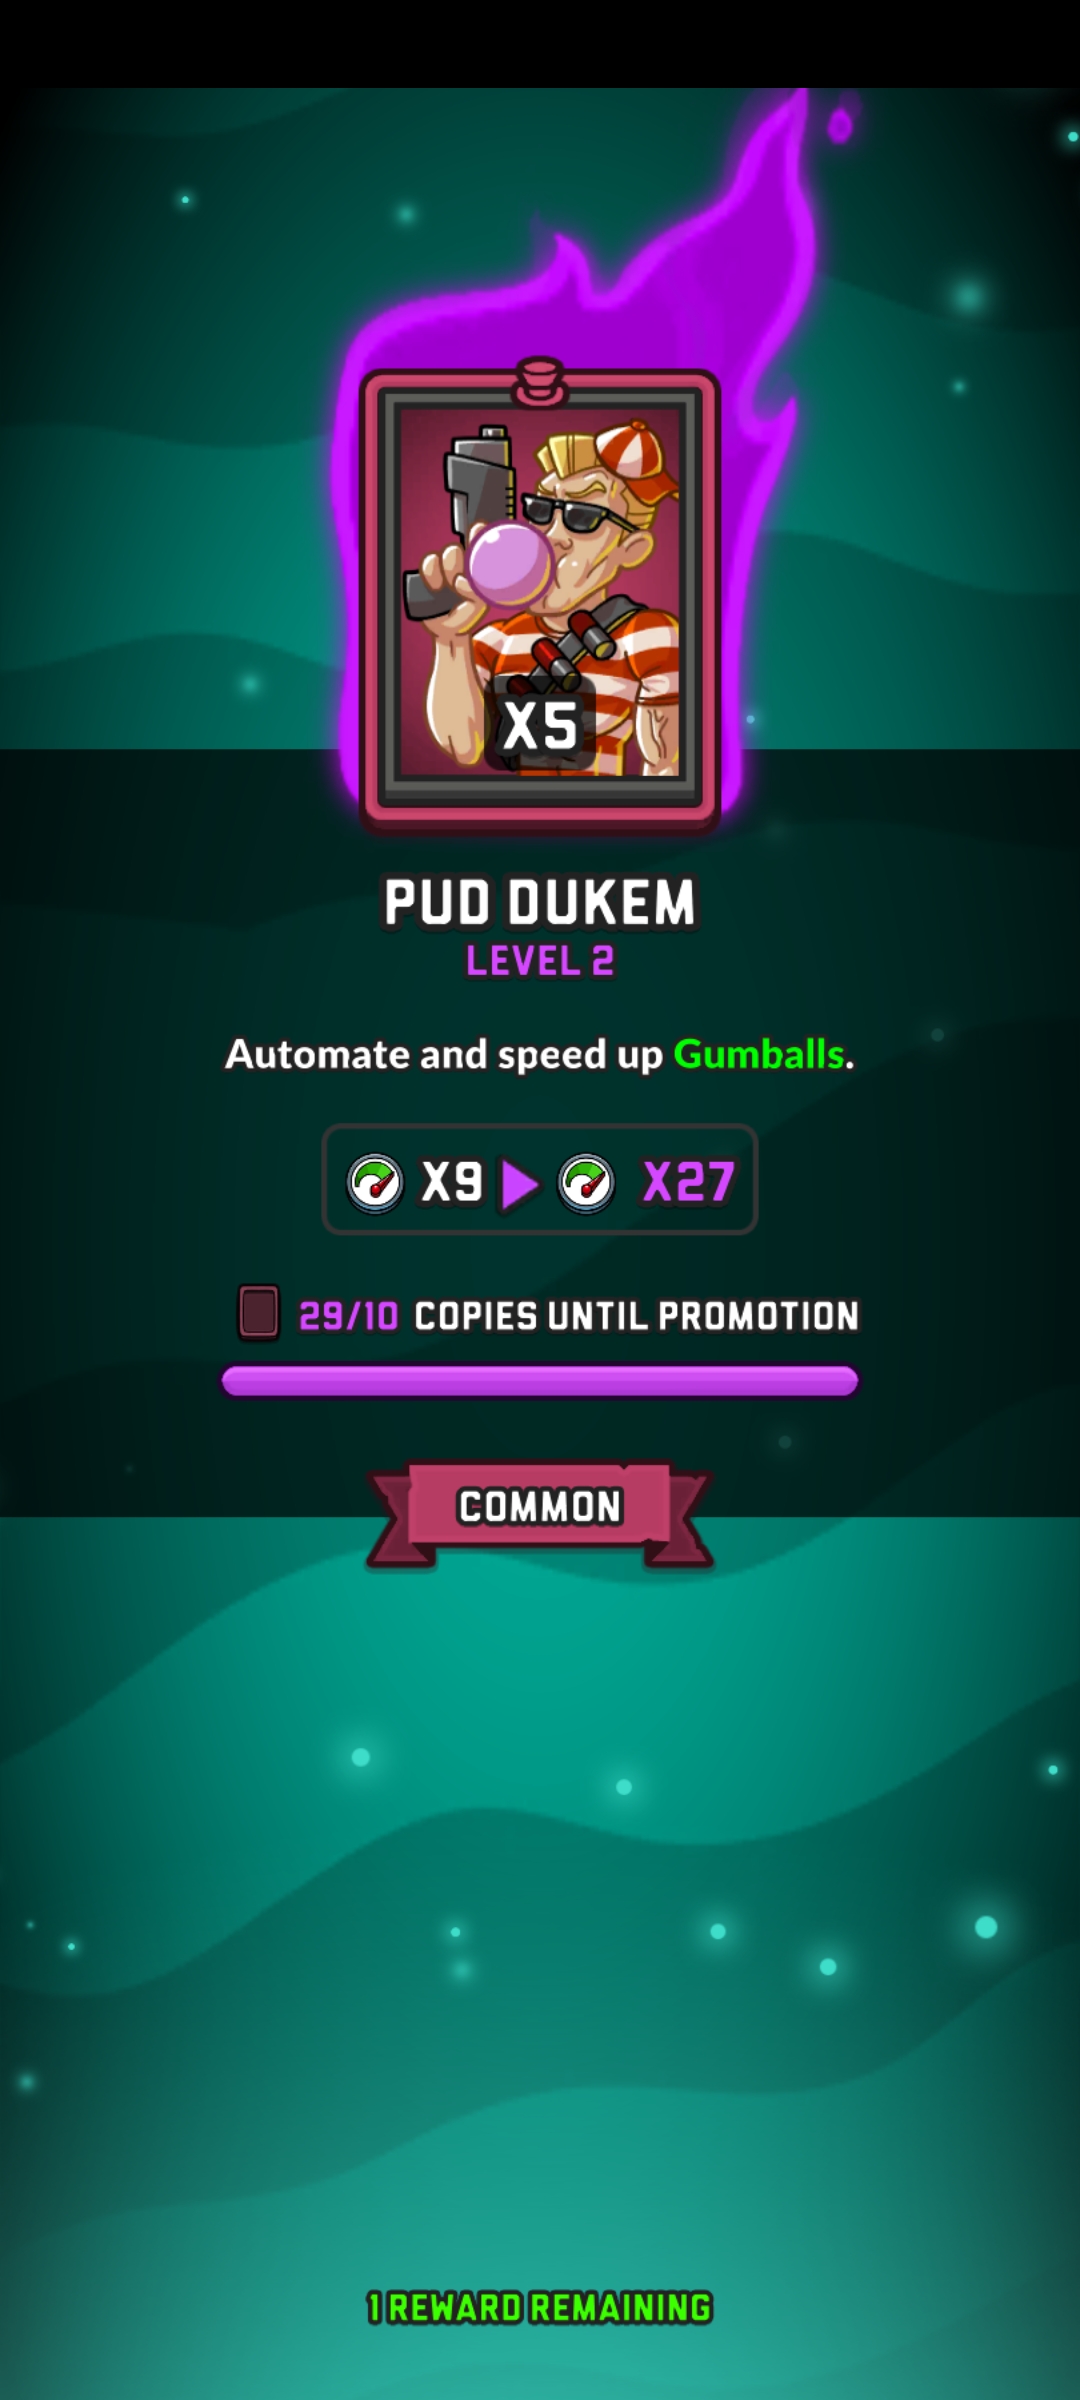 X5
PUD DUKEM
LEVEL 2
Automate and speed up Gumballs.
X9 X27
29/10 COPIES UNTIL PROMOTION
COMMON
1 REWARD REMAINING